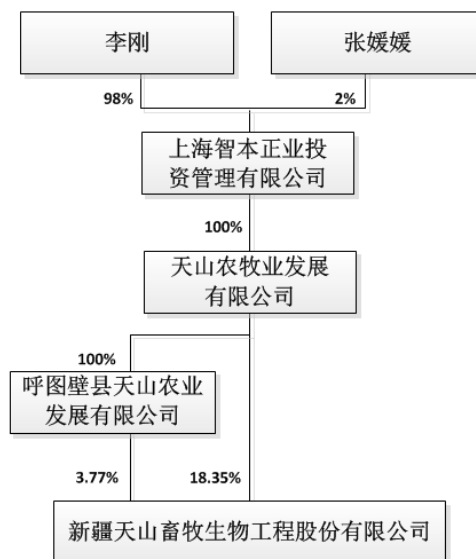 李刚
张媛媛
98%
2%
上海智本正业投
资管理有限公司
100%
天山农牧业发展
有限公司
100%
呼图壁县天山农业
发展有限公司
3.77%
18.35%
新疆天山畜牧生物工程股份有限公司